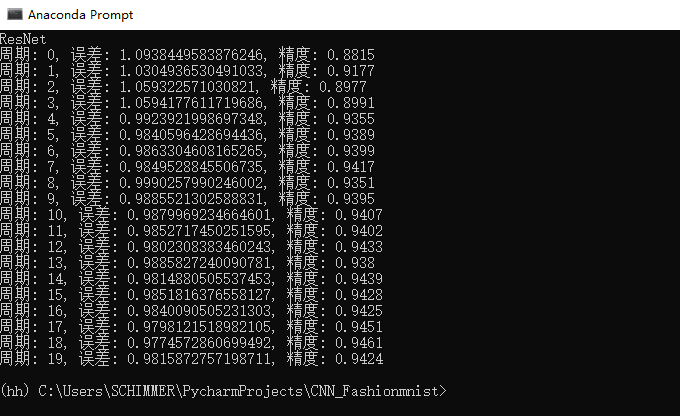 Anaconda Prompt
ResNet
周期: 0, 误差: 1.0938449583876246, 精度: 0.8815
周期: 1, 误差: 1.0304936530491033, 精度: 0.9177
周期: 2, 误差: 1.059322571030821, 精度: 0.8977
周期: 3, 误差: 1.0594177611719686, 精度: 0.8991
周期: 4, 误差: 0.9923921998697348, 精度: 0.9355
周期: 5, 误差: 0.9840596428694436, 精度: 0.9389
周期: 6, 误差: 0.9863304608165265, 精度: 0.9399
周期: 7, 误差: 0.9849528845506735, 精度: 0.9417
周期: 8, 误差: 0.9990257990246002, 精度: 0.9351
周期: 9, 误差: 0.9885521302588831, 精度: 0.9395
周期: 10, 误差: 0.9879969234664601, 精度: 0.9407
周期: 11, 误差: 0.9852717450251595, 精度: 0.9402
周期: 12, 误差: 0.9802308383460243, 精度: 0.9433
周期: 13, 误差: 0.9885827240090781, 精度: 0.938
周期: 14, 误差: 0.9814880505537453, 精度: 0.9439
周期: 15, 误差: 0.9851816376558127, 精度: 0.9428
周期: 16, 误差: 0.9840090505231303, 精度: 0.9425
周期: 17, 误差: 0.9798121518982105, 精度: 0.9451
周期: 18, 误差: 0.9774572860699492, 精度: 0.9461
周期: 19, 误差: 0.9815872757198711, 精度: 0.9424
(hh) C:\Users\SCHIMMER\PycharmProjects\CNN_Fashionmnist>